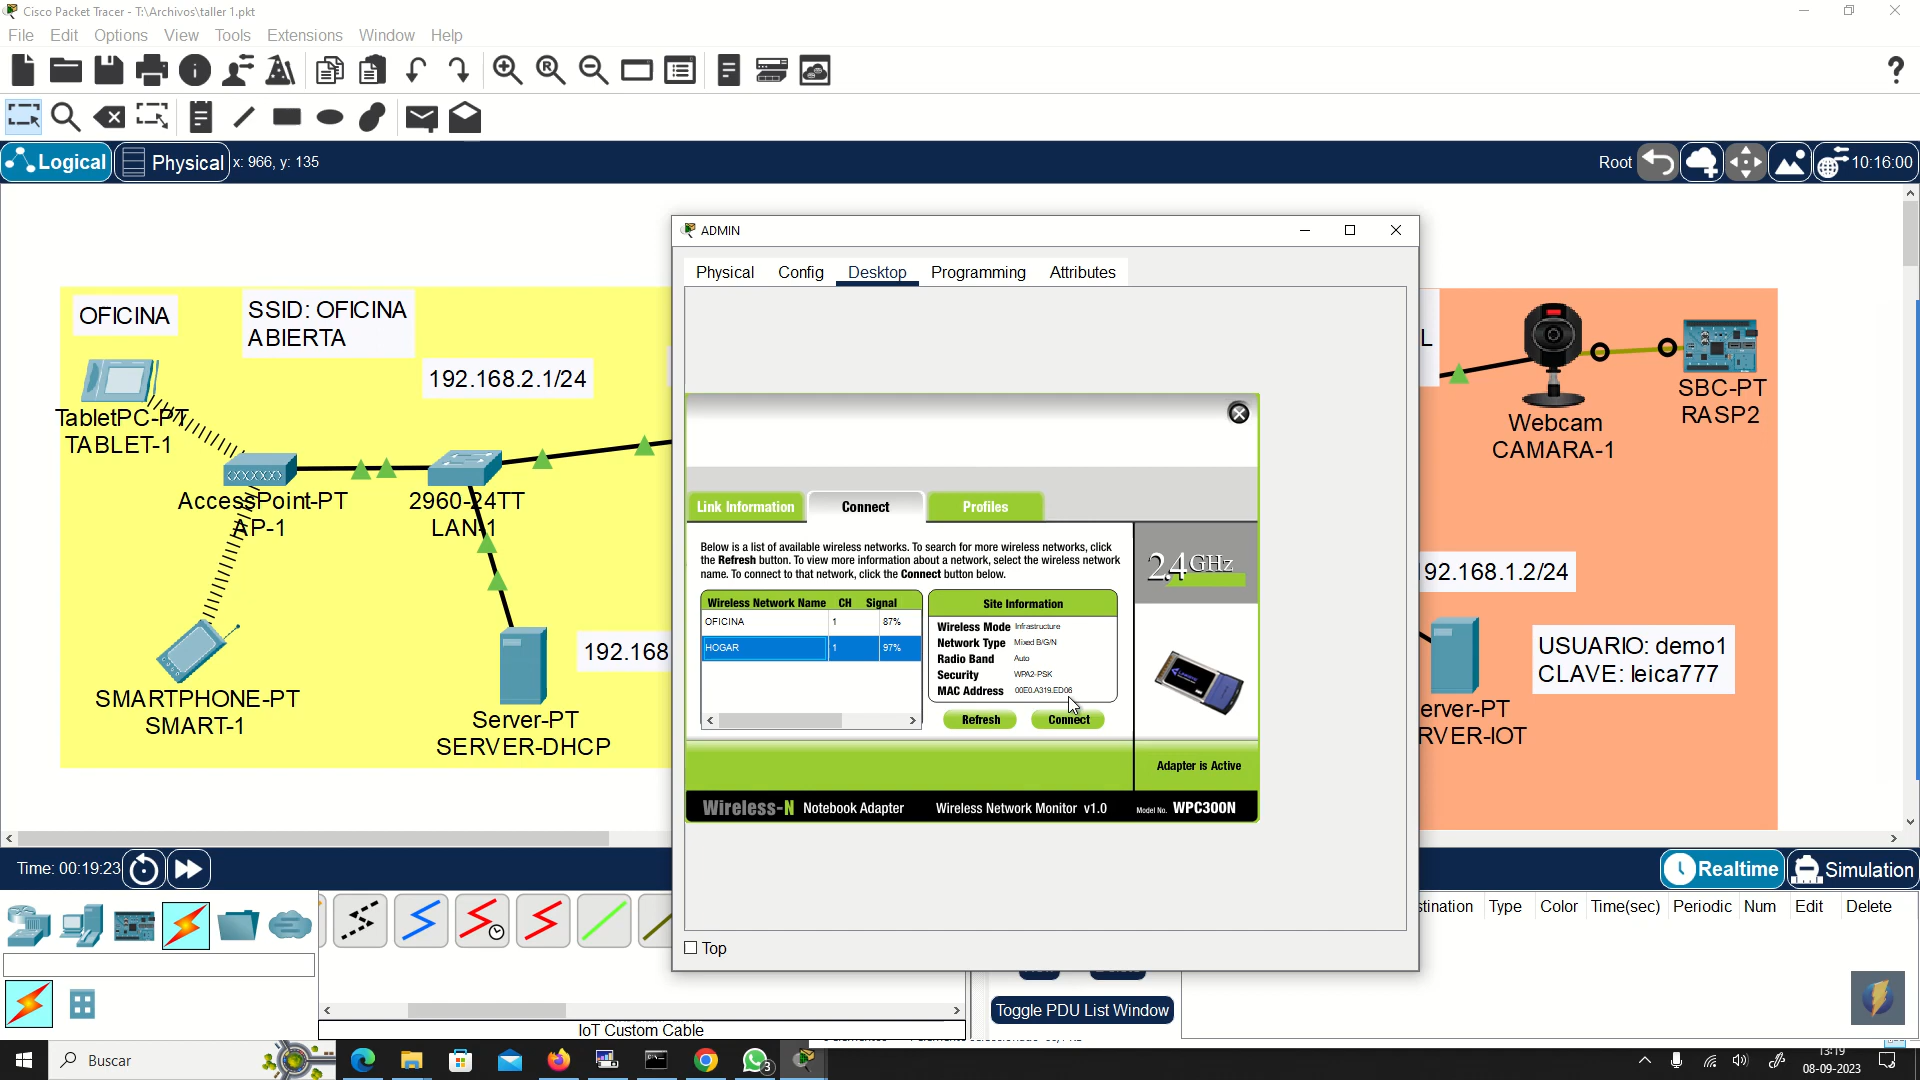 Cisco Packet Tracer - T:\Archivos\taller 1.pkt
File Edit Options View Tools Extensions Window Help
Logical
Physical
x: 966, y: 135
Root
10:16:00
OFICINA
SSID: OFICINA
ABIERTA
192.168.2.1/24
TabletPC-PT
TABLET-1
AccessPoint-PT
AP-1
2960-24TT
LAN-1
SMARTPHONE-PT
SMART-1
Server-PT
SERVER-DHCP
192.168
ADMIN
Physical Config Desktop Programming Attributes
Link Information
Connect
Profiles
Below is a list of available wireless networks. To search for more wireless networks, click
the Refresh button. To view more information about a network, select the wireless network
name. To connect to that network, click the Connect button below.
2.4GHz
Wireless Network Name CH Signal
OFICINA 1 87%
HOGAR 1 97%
Site Information
Wireless Mode Infrastructure
Network Type Mixed B/G/N
Radio Band Auto
Security WPA2-PSK
MAC Address 00E0.A319.ED06
Refresh
Connect
Adapter is Active
Wireless-N Notebook Adapter
Wireless Network Monitor v1.0
Model No. WPC300N
Top
L
Webcam
CAMARA-1
SBC-PT
RASP2
92.168.1.2/24
USUARIO: demo1
CLAVE: leica777
erver-PT
RVER-IOT
Time: 00:19:23
Realtime
Simulation
stination Type Color Time(sec) Periodic Num Edit Delete
Toggle PDU List Window
IoT Custom Cable
Buscar
3
13:19
08-09-2023